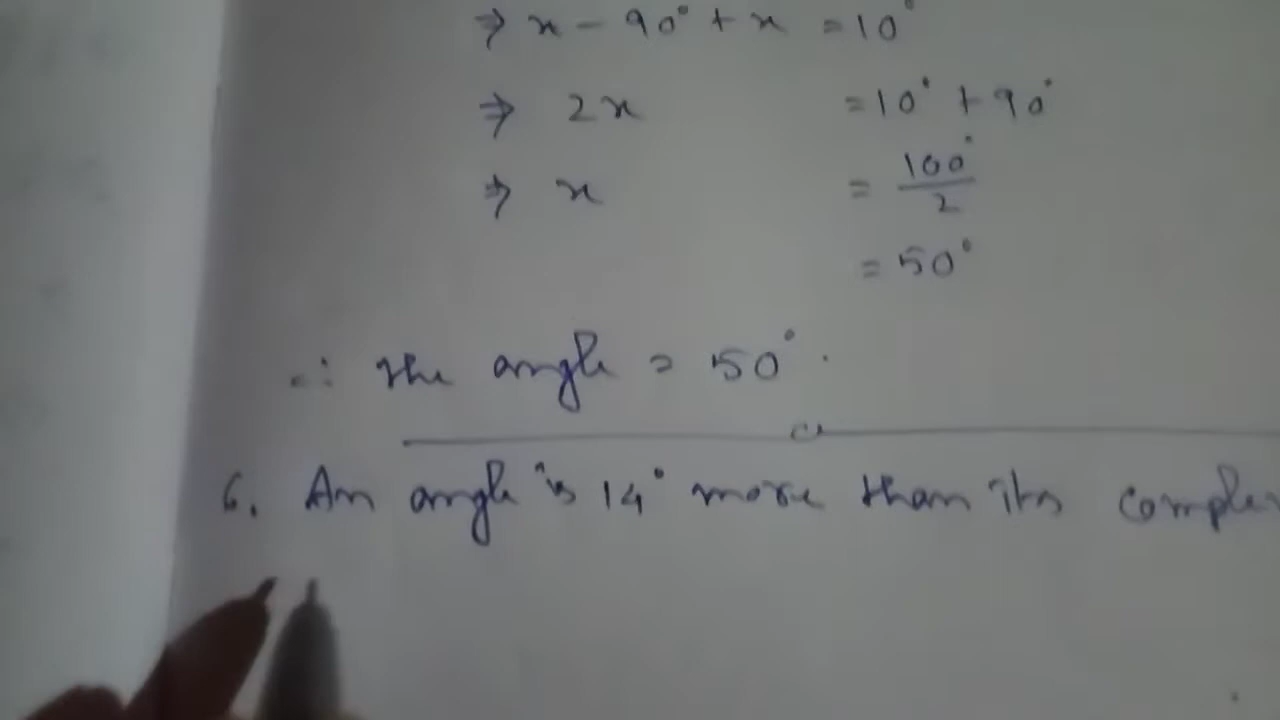 ⇒ x - 90° + x = 10°
⇒ 2x = 10° + 90°
⇒ x = 100°/2
= 50°
∴ the angle = 50°.
6. An angle is 14° more than its comple